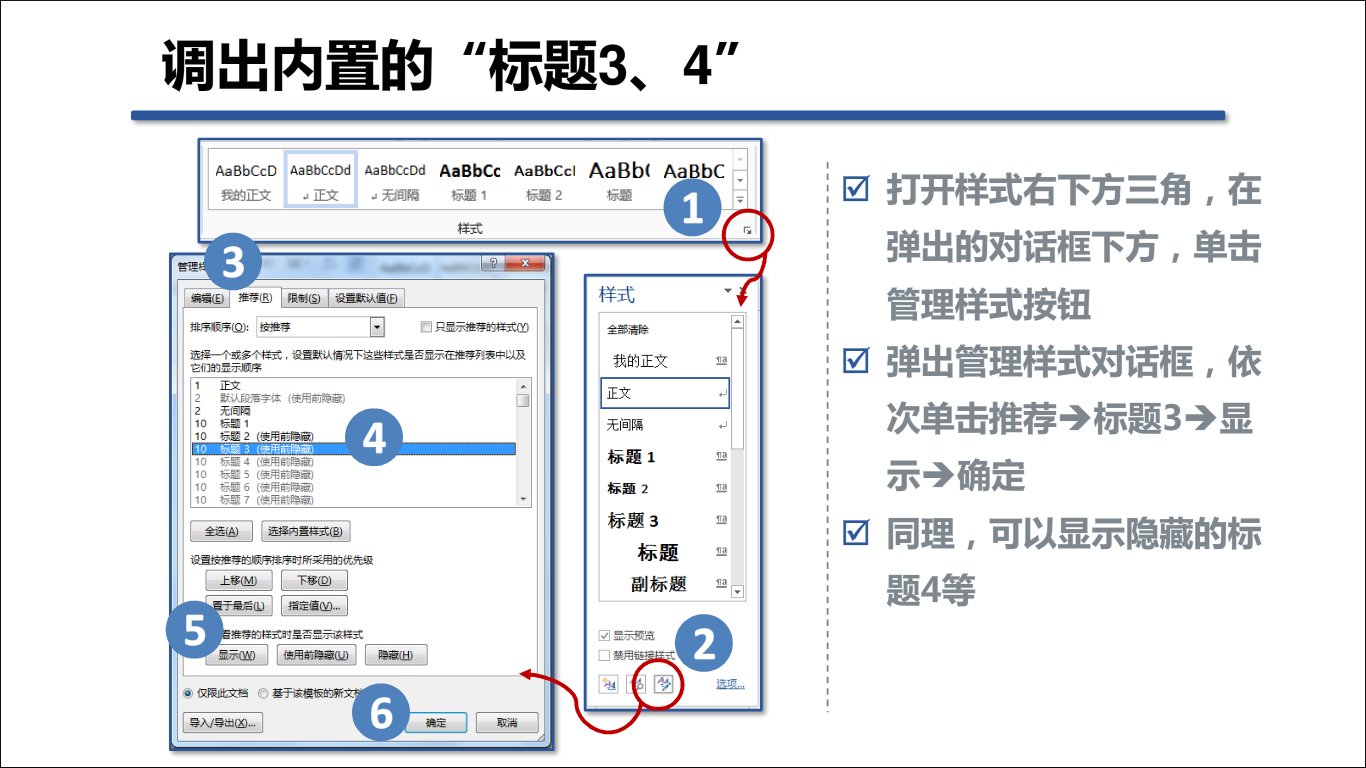 调出内置的“标题3、4”
AaBbCcD AaBbCcDd AaBbCcDd AaBbCc AaBbCcI AaBb( AaBbC
我的正文 ↲ 正文 ↲ 无间隔 标题 1 标题 2 标题
1
样式
3
管理样
编辑(E) 推荐(R) 限制(S) 设置默认值(F)
排序顺序(O): 按推荐 只显示推荐的样式(Y)
选择一个或多个样式，设置默认情况下这些样式是否显示在推荐列表中以及
它们的显示顺序
1 正文
2 默认段落字体 (使用前隐藏)
2 无间隔
10 标题 1
10 标题 2 (使用前隐藏)
10 标题 3 (使用前隐藏)
10 标题 4 (使用前隐藏)
10 标题 5 (使用前隐藏)
10 标题 6 (使用前隐藏)
10 标题 7 (使用前隐藏)
4
全选(A) 选择内置样式(B)
设置按推荐的顺序排序时所采用的优先级
上移(M) 下移(D)
置于最后(L) 指定值(V)...
5
看推荐的样式时是否显示该样式
显示(W) 使用前隐藏(U) 隐藏(H)
仅限此文档 基于该模板的新文档
6
导入/导出(X)... 确定 取消
样式
全部清除
我的正文
正文
无间隔
标题 1
标题 2
标题 3
标题
副标题
显示预览
禁用链接样式
2
选项...
打开样式右下方三角，在
弹出的对话框下方，单击
管理样式按钮
弹出管理样式对话框，依
次单击推荐→标题3→显
示→确定
同理，可以显示隐藏的标
题4等